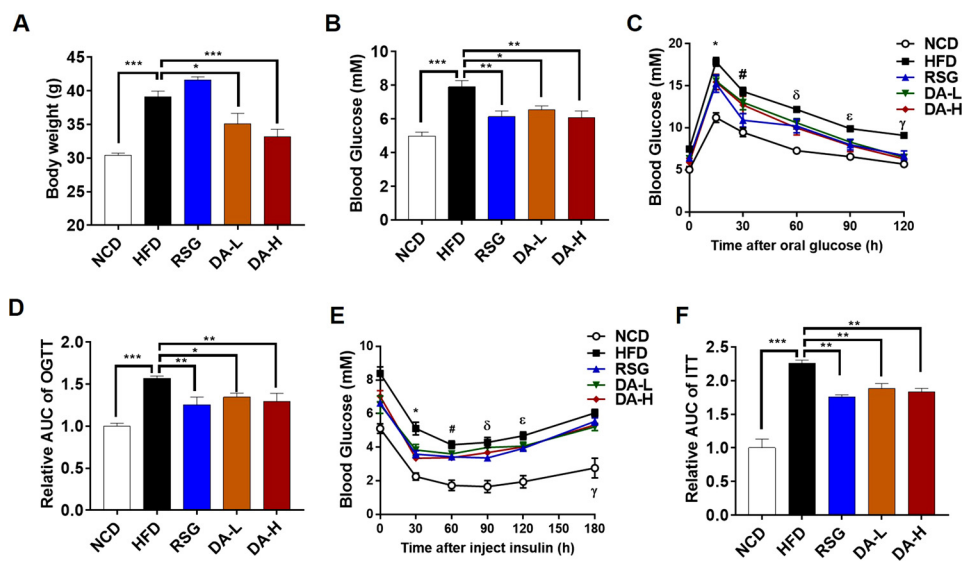 A
Body weight (g)
45
40
35
30
25
20
***
*
***
NCD
HFD
RSG
DA-L
DA-H
B
Blood Glucose (mM)
10
8
6
4
2
0
***
**
*
**
NCD
HFD
RSG
DA-L
DA-H
C
Blood Glucose (mM)
20
15
10
5
0
*
#
δ
ε
γ
0
30
60
90
120
Time after oral glucose (h)
NCD
HFD
RSG
DA-L
DA-H
D
Relative AUC of OGTT
2.0
1.5
1.0
0.5
0.0
***
**
*
**
NCD
HFD
RSG
DA-L
DA-H
E
Blood Glucose (mM)
10
8
6
4
2
0
*
#
δ
ε
γ
0
30
60
90
120
180
Time after inject insulin (h)
NCD
HFD
RSG
DA-L
DA-H
F
Relative AUC of ITT
2.5
2.0
1.5
1.0
0.5
0.0
***
**
**
**
NCD
HFD
RSG
DA-L
DA-H